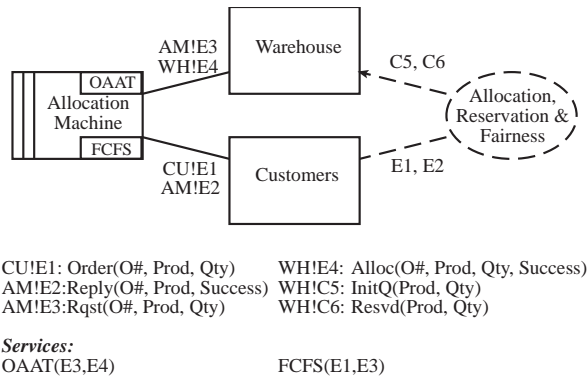 AM!E3
WH!E4
Warehouse
C5, C6
OAAT
Allocation
Machine
FCFS
Allocation,
Reservation &
Fairness
CU!E1
AM!E2
Customers
E1, E2
CU!E1: Order(O#, Prod, Qty) WH!E4: Alloc(O#, Prod, Qty, Success)
AM!E2:Reply(O#, Prod, Success) WH!C5: InitQ(Prod, Qty)
AM!E3:Rqst(O#, Prod, Qty) WH!C6: Resvd(Prod, Qty)
Services:
OAAT(E3,E4) FCFS(E1,E3)